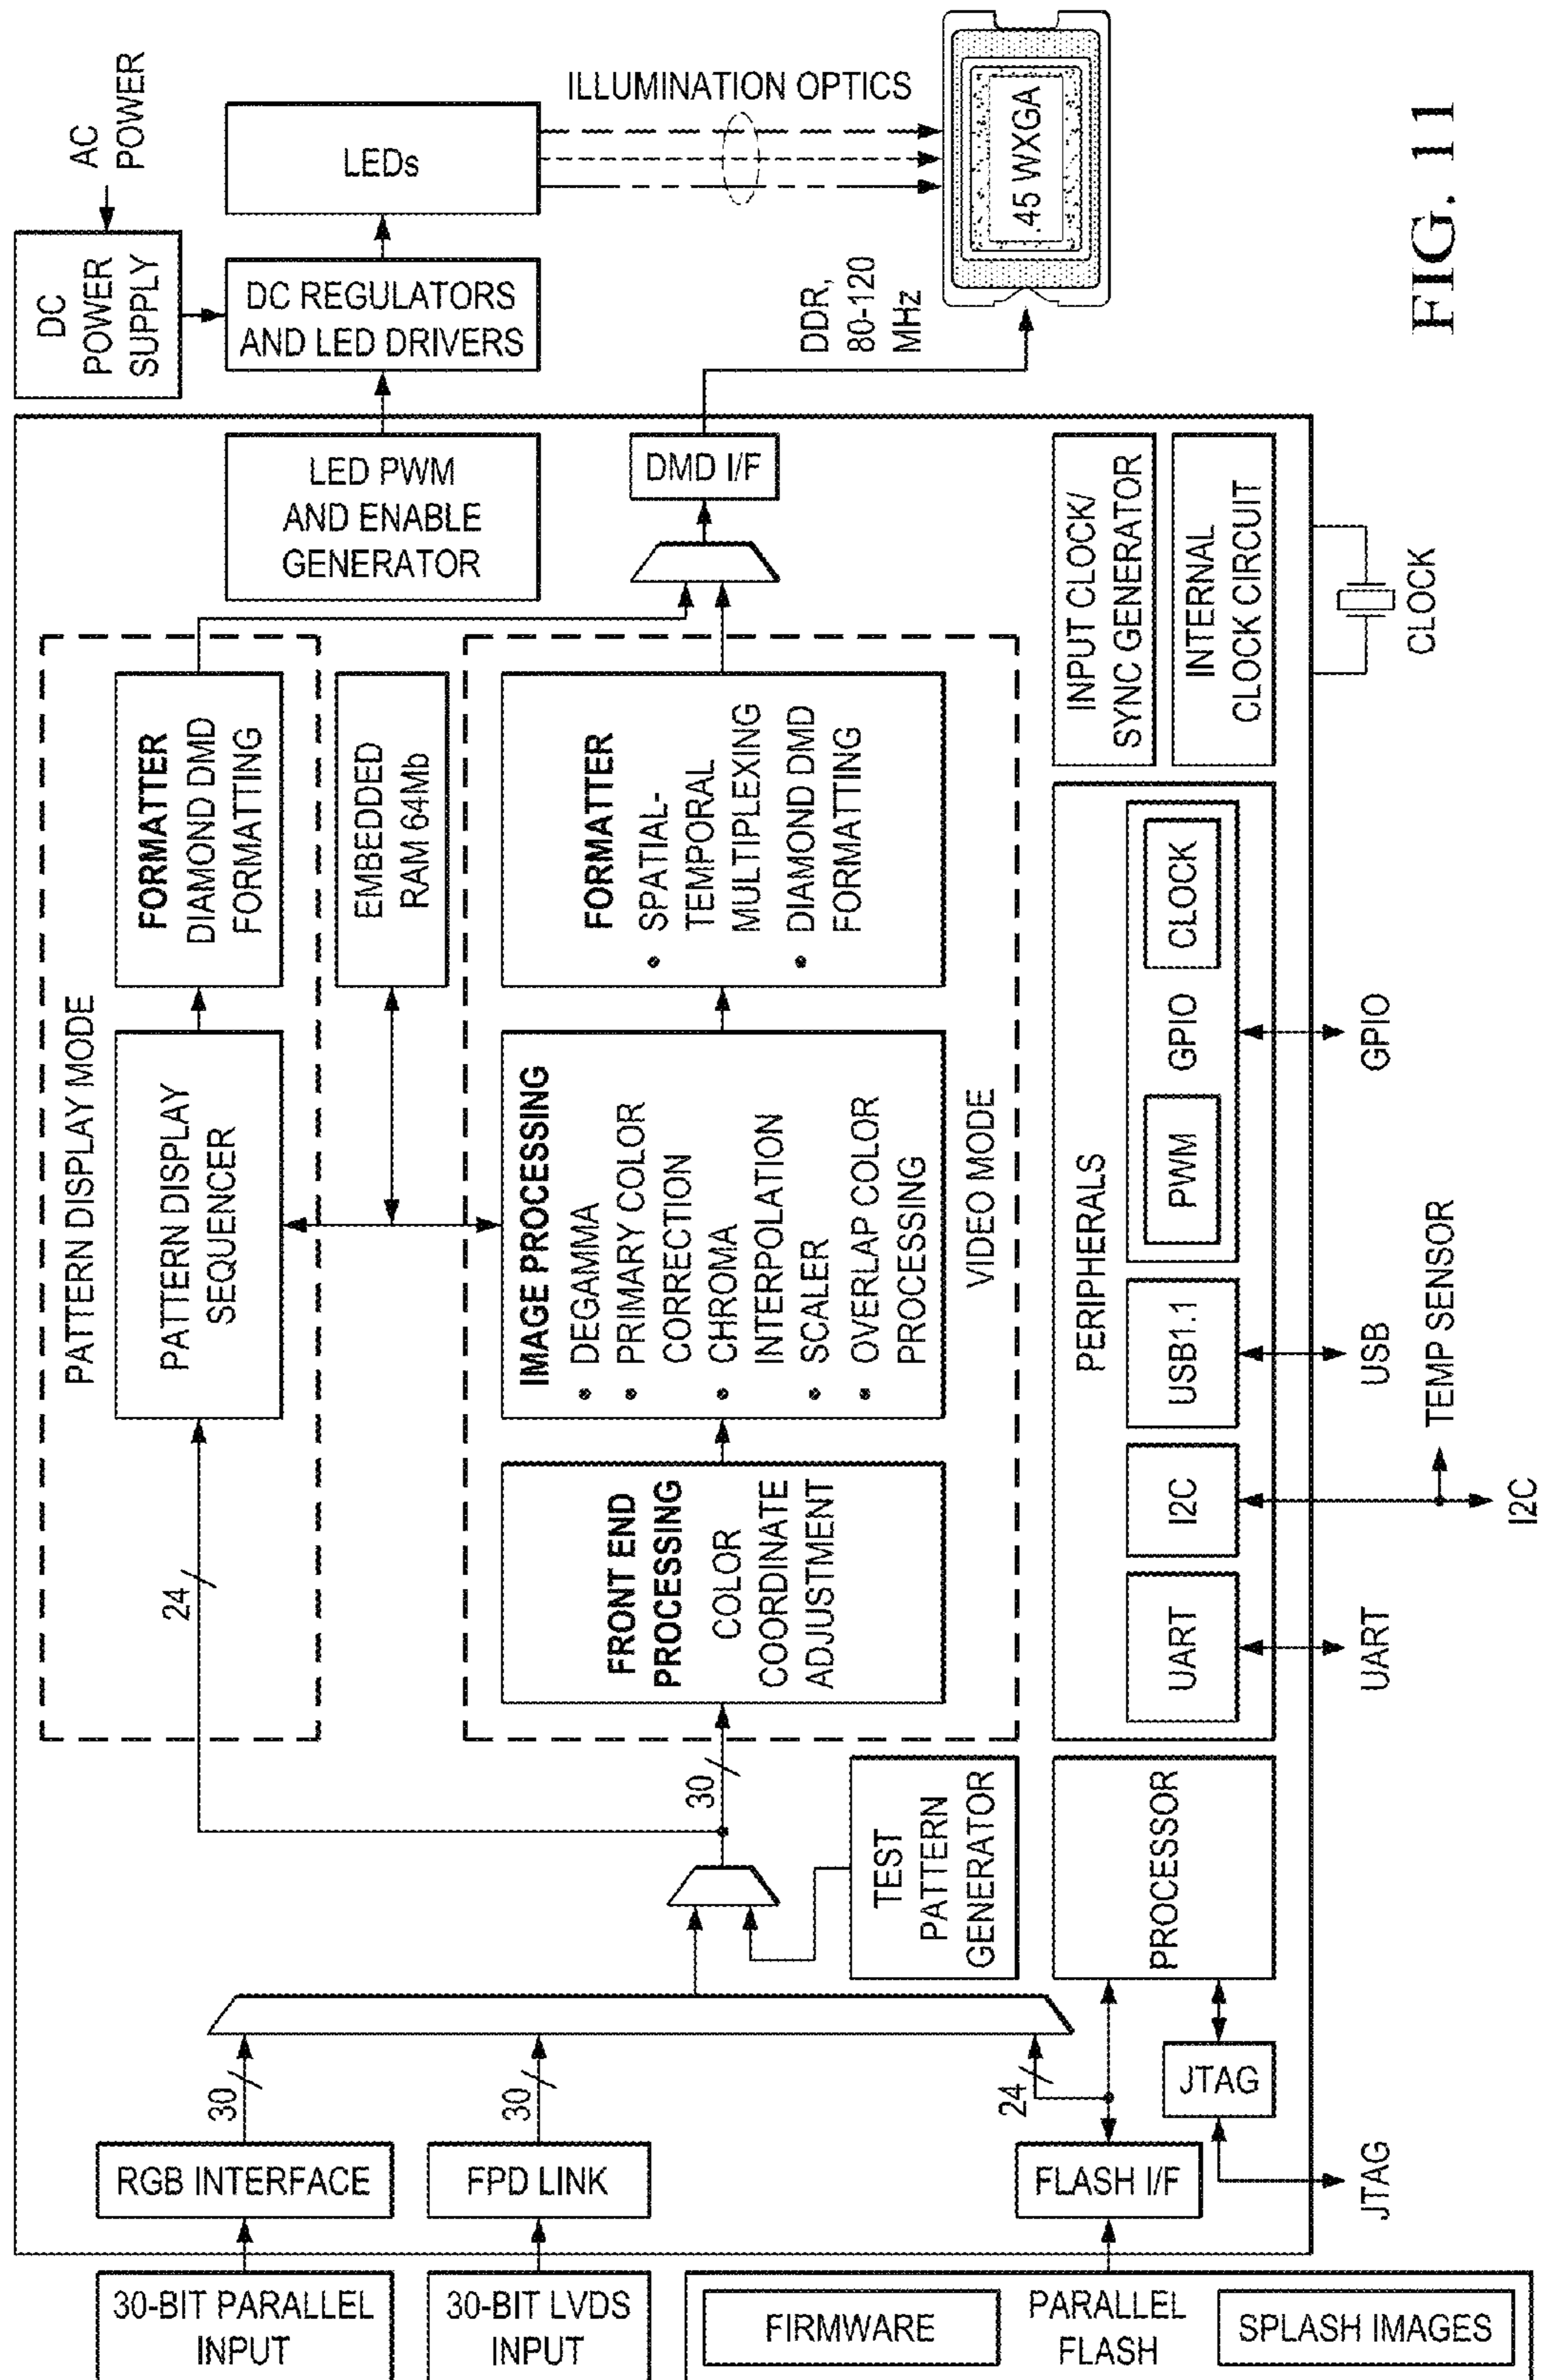 AC
POWER
DC
POWER
SUPPLY
DC REGULATORS
AND LED DRIVERS
LEDs
ILLUMINATION OPTICS
DDR,
80-120
MHz
.45 WXGA
LED PWM
AND ENABLE
GENERATOR
DMD I/F
PATTERN DISPLAY MODE
PATTERN DISPLAY
SEQUENCER
FORMATTER
DIAMOND DMD
FORMATTING
EMBEDDED
RAM 64Mb
24
30
FRONT END
PROCESSING
COLOR
COORDINATE
ADJUSTMENT
IMAGE PROCESSING
• DEGAMMA
• PRIMARY COLOR
CORRECTION
• CHROMA
INTERPOLATION
• SCALER
• OVERLAP COLOR
PROCESSING
FORMATTER
• SPATIAL-
TEMPORAL
MULTIPLEXING
• DIAMOND DMD
FORMATTING
VIDEO MODE
30-BIT PARALLEL
INPUT
RGB INTERFACE
30
30-BIT LVDS
INPUT
FPD LINK
30
TEST
PATTERN
GENERATOR
FIRMWARE
PARALLEL
FLASH
SPLASH IMAGES
FLASH I/F
24
JTAG
JTAG
PROCESSOR
PERIPHERALS
UART
I2C
USB1.1
PWM
GPIO
CLOCK
UART
I2C
TEMP SENSOR
USB
GPIO
INPUT CLOCK/
SYNC GENERATOR
INTERNAL
CLOCK CIRCUIT
CLOCK
FIG. 11